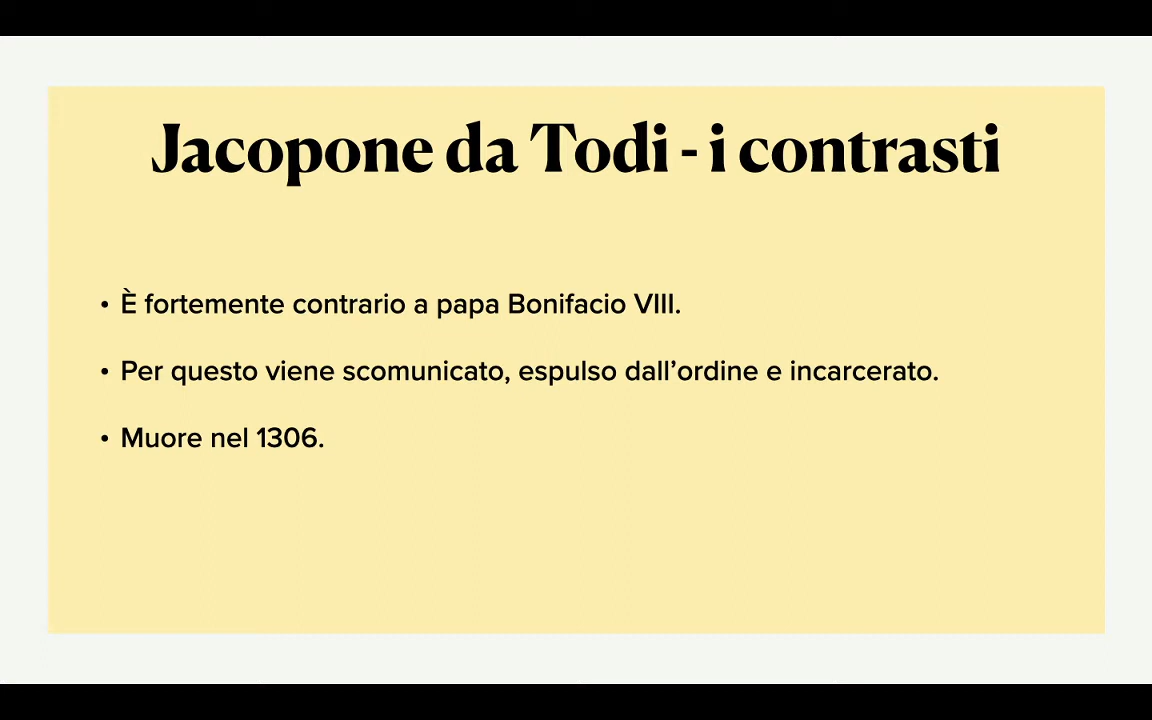 Jacopone da Todi - i contrasti
• È fortemente contrario a papa Bonifacio VIII.
• Per questo viene scomunicato, espulso dall’ordine e incarcerato.
• Muore nel 1306.